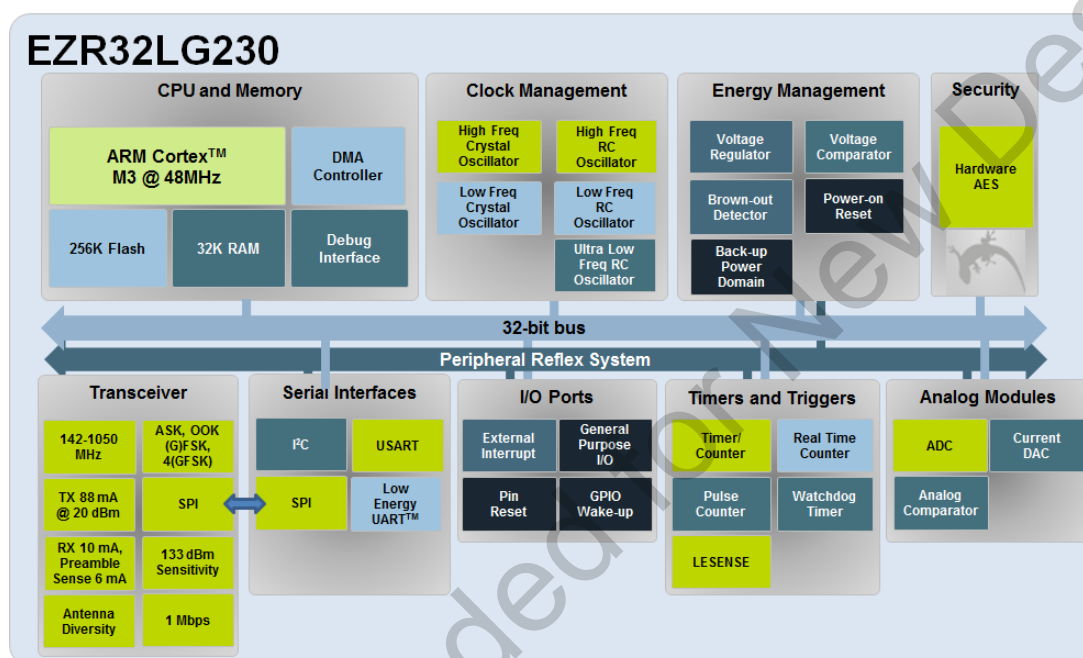 EZR32LG230
CPU and Memory
ARM Cortex™
M3 @ 48MHz
DMA
Controller
256K Flash
32K RAM
Debug
Interface
Clock Management
High Freq
Crystal
Oscillator
High Freq
RC
Oscillator
Low Freq
Crystal
Oscillator
Low Freq
RC
Oscillator
Ultra Low
Freq RC
Oscillator
Energy Management
Voltage
Regulator
Voltage
Comparator
Brown-out
Detector
Power-on
Reset
Back-up
Power
Domain
Security
Hardware
AES
32-bit bus
Peripheral Reflex System
Transceiver
142-1050
MHz
ASK, OOK
(G)FSK,
4(GFSK)
TX 88 mA
@ 20 dBm
SPI
RX 10 mA,
Preamble
Sense 6 mA
133 dBm
Sensitivity
Antenna
Diversity
1 Mbps
Serial Interfaces
I²C
USART
SPI
Low
Energy
UART™
I/O Ports
External
Interrupt
General
Purpose
I/O
Pin
Reset
GPIO
Wake-up
Timers and Triggers
Timer/
Counter
Real Time
Counter
Pulse
Counter
Watchdog
Timer
LESENSE
Analog Modules
ADC
Current
DAC
Analog
Comparator
ded for New Des